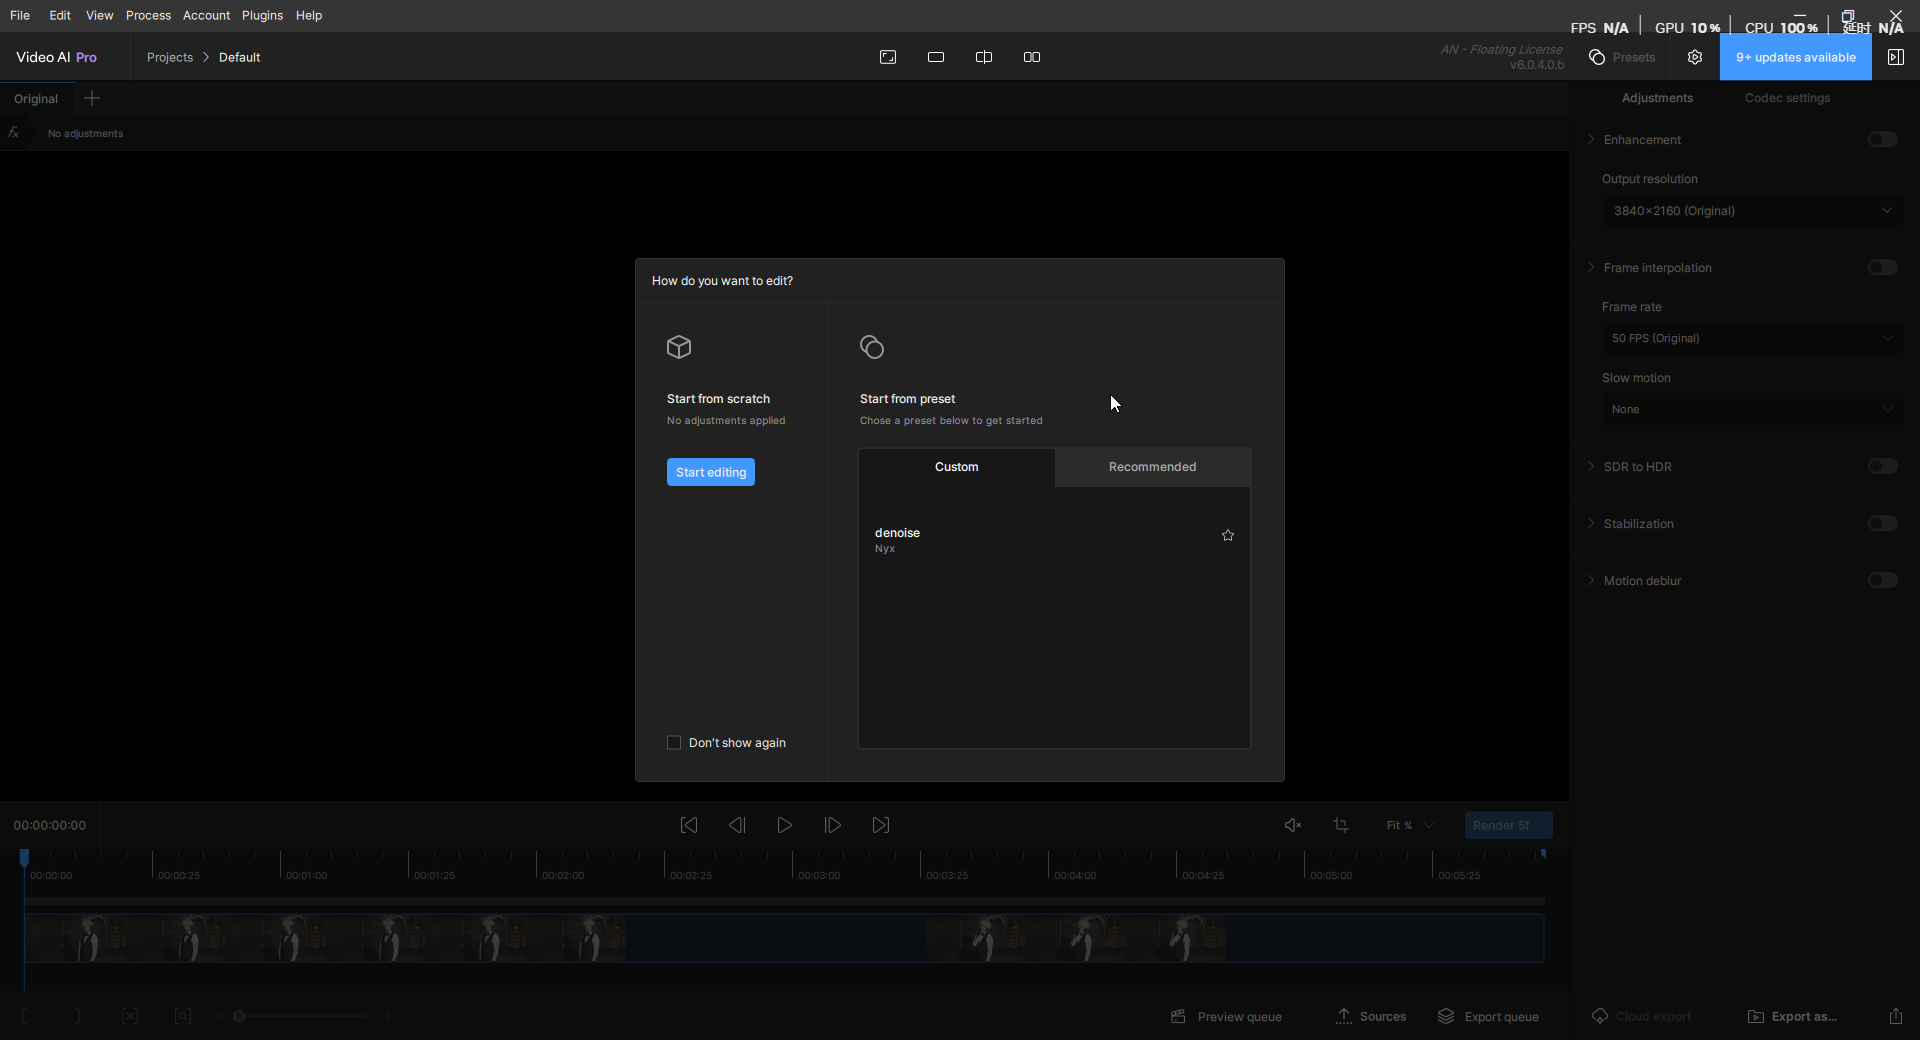 File Edit View Process Account Plugins Help
FPS N/A GPU 10 % CPU 100 % 延时 N/A
Video AI Pro
Projects > Default
AN - Floating License
v6.0.4.0.b
Presets
9+ updates available
Original
Adjustments Codec settings
fx No adjustments
Enhancement
Output resolution
3840×2160 (Original)
Frame interpolation
Frame rate
50 FPS (Original)
Slow motion
None
SDR to HDR
Stabilization
Motion deblur
How do you want to edit?
Start from scratch
No adjustments applied
Start editing
Don't show again
Start from preset
Chose a preset below to get started
Custom Recommended
denoise
Nyx
00:00:00:00
Fit %
Render 5f
00:00:00 00:00:25 00:01:00 00:01:25 00:02:00 00:02:25 00:03:00 00:03:25 00:04:00 00:04:25 00:05:00 00:05:25
Preview queue Sources Export queue Cloud export Export as...